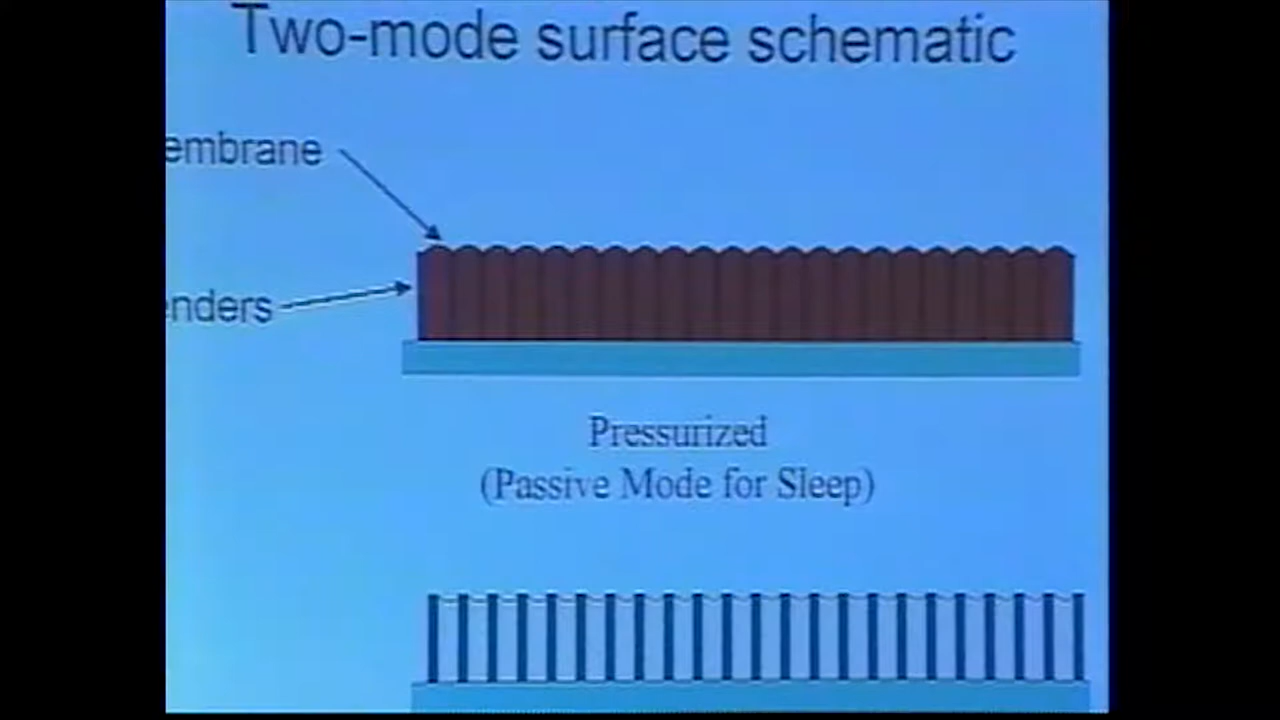 Two-mode surface schematic
embrane
enders
Pressurized
(Passive Mode for Sleep)